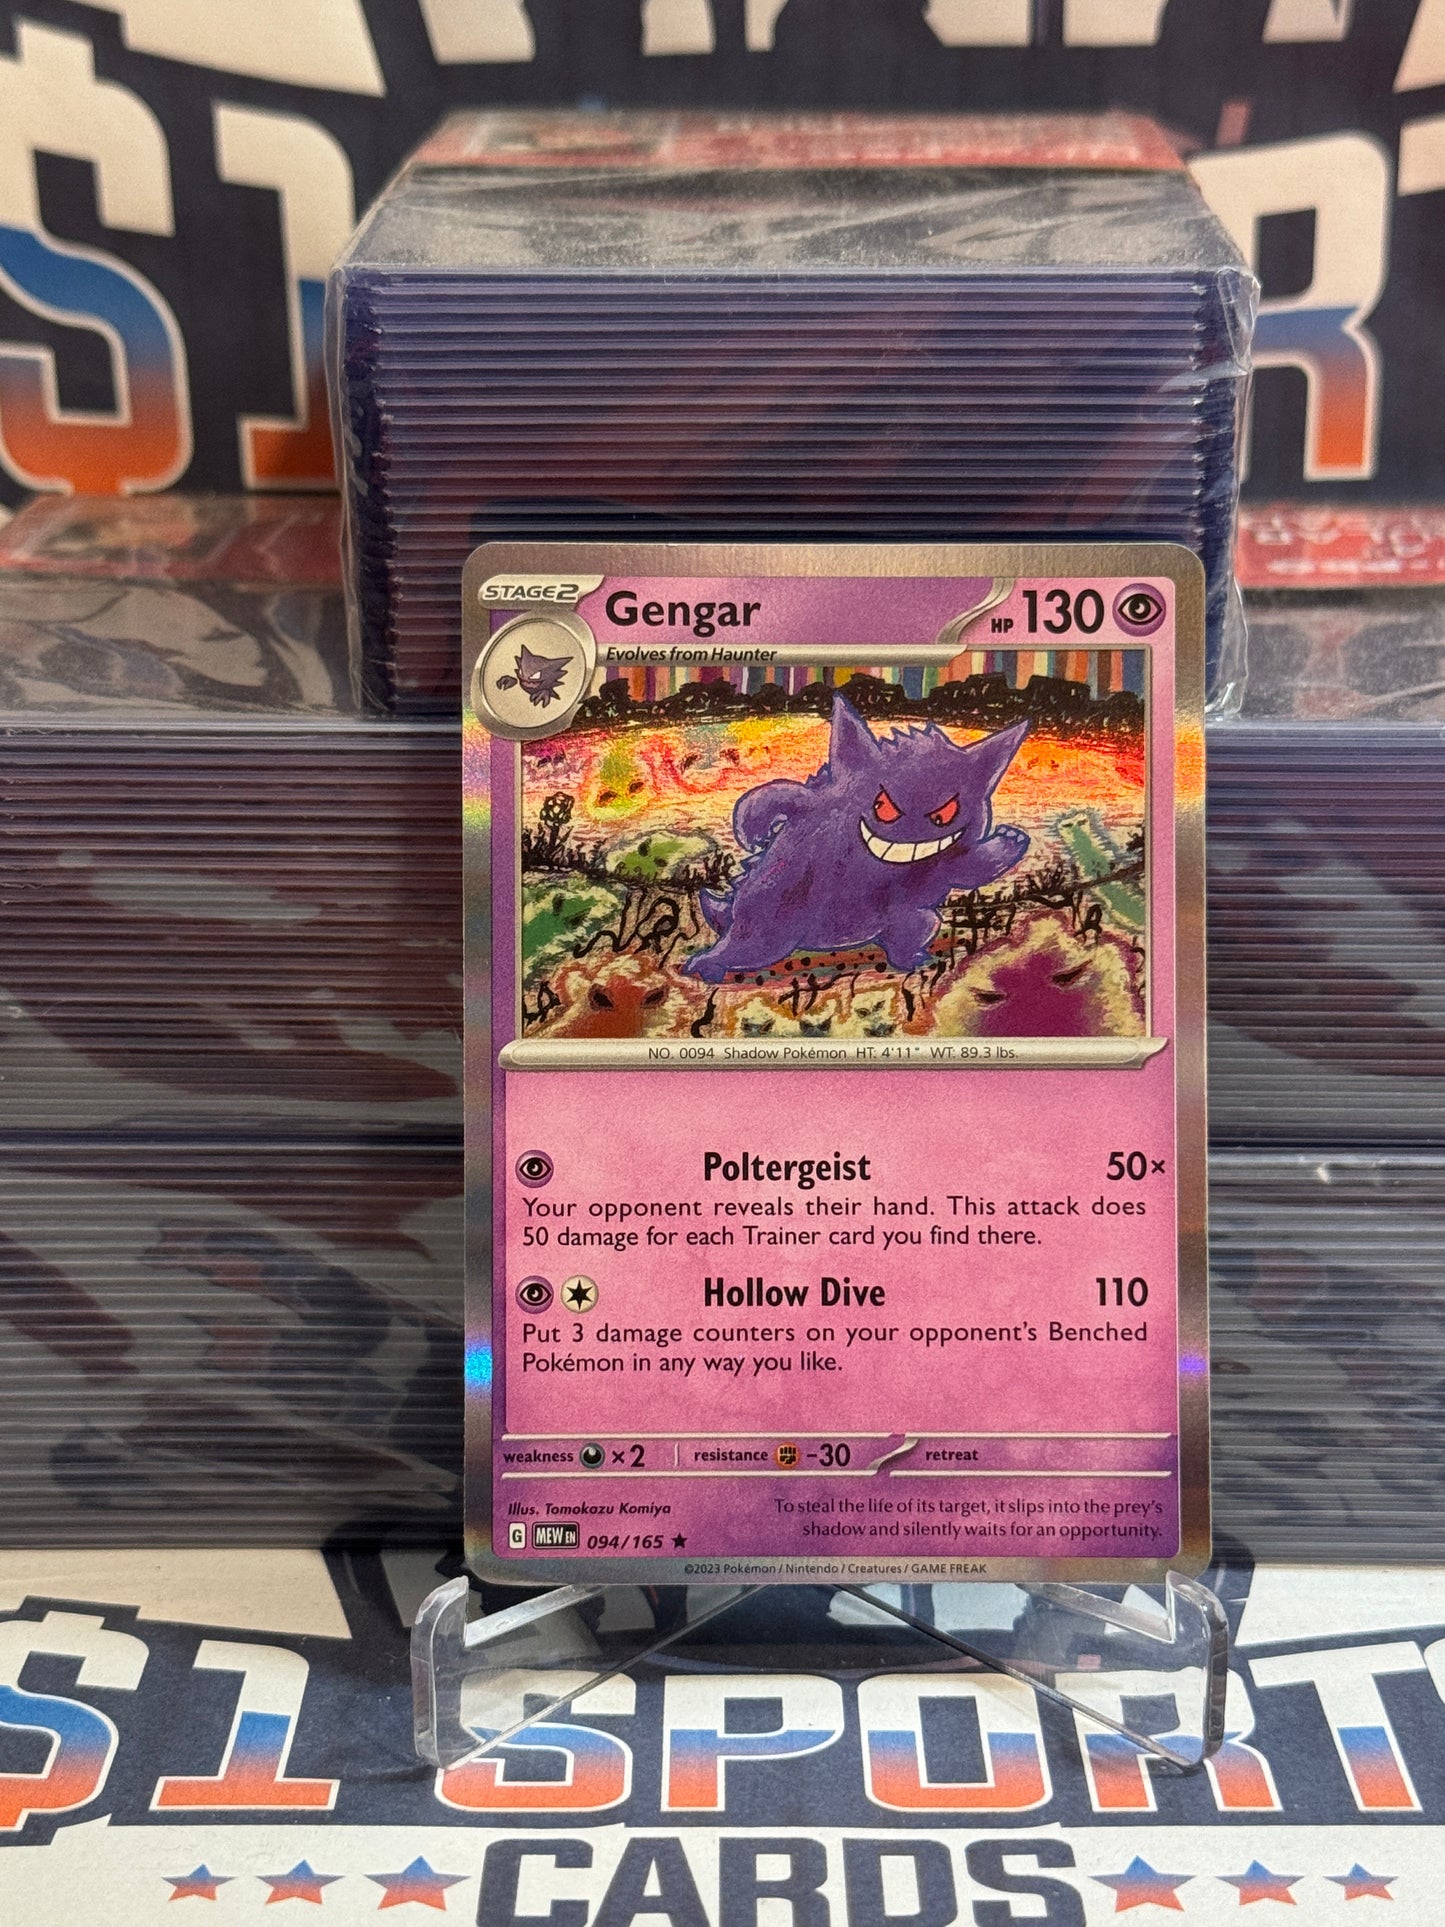 STAGE2
Gengar
HP 130
Evolves from Haunter
NO. 0094 Shadow Pokémon HT: 4'11" WT: 89.3 lbs.
Poltergeist 50×
Your opponent reveals their hand. This attack does
50 damage for each Trainer card you find there.
Hollow Dive 110
Put 3 damage counters on your opponent's Benched
Pokémon in any way you like.
weakness ×2 resistance -30 retreat
Illus. Tomokazu Komiya
To steal the life of its target, it slips into the prey's
shadow and silently waits for an opportunity.
G MEW EN 094/165
©2023 Pokémon / Nintendo / Creatures / GAME FREAK
$1 SPORTS
CARDS